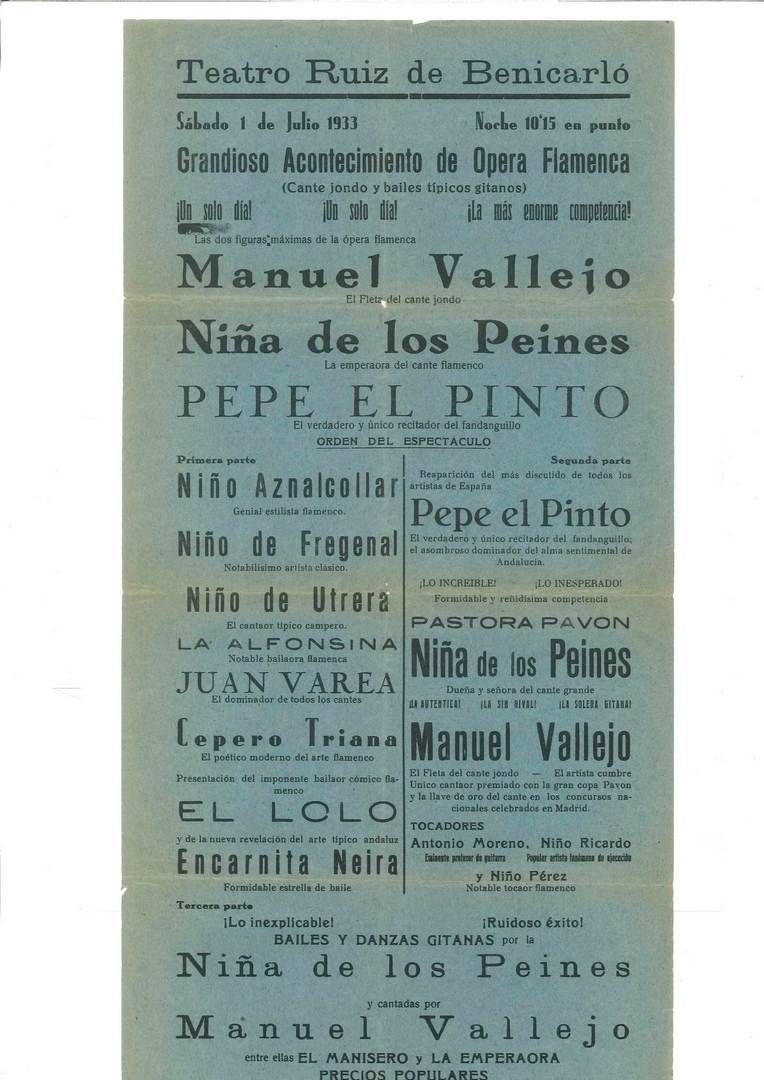 Teatro Ruiz de Benicarló
Sábado 1 de Julio 1933 Noche 10'15 en punto
Grandioso Acontecimiento de Opera Flamenca
(Cante jondo y bailes típicos gitanos)
¡Un solo día! ¡Un solo día! ¡La más enorme competencia!
Las dos figuras máximas de la ópera flamenca
Manuel Vallejo
El Fleta del cante jondo
Niña de los Peines
La emperaora del cante flamenco
PEPE EL PINTO
El verdadero y único recitador del fandanguillo
ORDEN DEL ESPECTACULO
Primera parte
Niño Aznalcollar
Genial estilista flamenco.
Niño de Fregenal
Notabilísimo artista clásico.
Niño de Utrera
El cantaor típico campero.
LA ALFONSINA
Notable bailaora flamenca
JUAN VAREA
El dominador de todos los cantes
Cepero Triana
El poético moderno del arte flamenco
Presentación del imponente bailaor cómico fla-
menco
EL LOLO
y de la nueva revelación del arte típico andaluz
Encarnita Neira
Formidable estrella de baile
Segunda parte
Reaparición del más discutido de todos los
artistas de España
Pepe el Pinto
El verdadero y único recitador del fandanguillo;
el asombroso dominador del alma sentimental de
Andalucía.
¡LO INCREIBLE! ¡LO INESPERADO!
Formidable y reñidísima competencia
PASTORA PAVON
Niña de los Peines
Dueña y señora del cante grande
¡LA AUTENTICA! ¡LA SIN RIVAL! ¡LA SOLERA GITANA!
Manuel Vallejo
El Fleta del cante jondo — El artista cumbre
Unico cantaor premiado con la gran copa Pavon
y la llave de oro del cante en los concursos na-
cionales celebrados en Madrid.
TOCADORES
Antonio Moreno, Niño Ricardo
Eminente profesor de guitarra Popular artista fenómeno de ejecución
y Niño Pérez
Notable tocaor flamenco
Tercera parte
¡Lo inexplicable! ¡Ruidoso éxito!
BAILES Y DANZAS GITANAS por la
Niña de los Peines
y cantadas por
Manuel Vallejo
entre ellas EL MANISERO y LA EMPERAORA
PRECIOS POPULARES